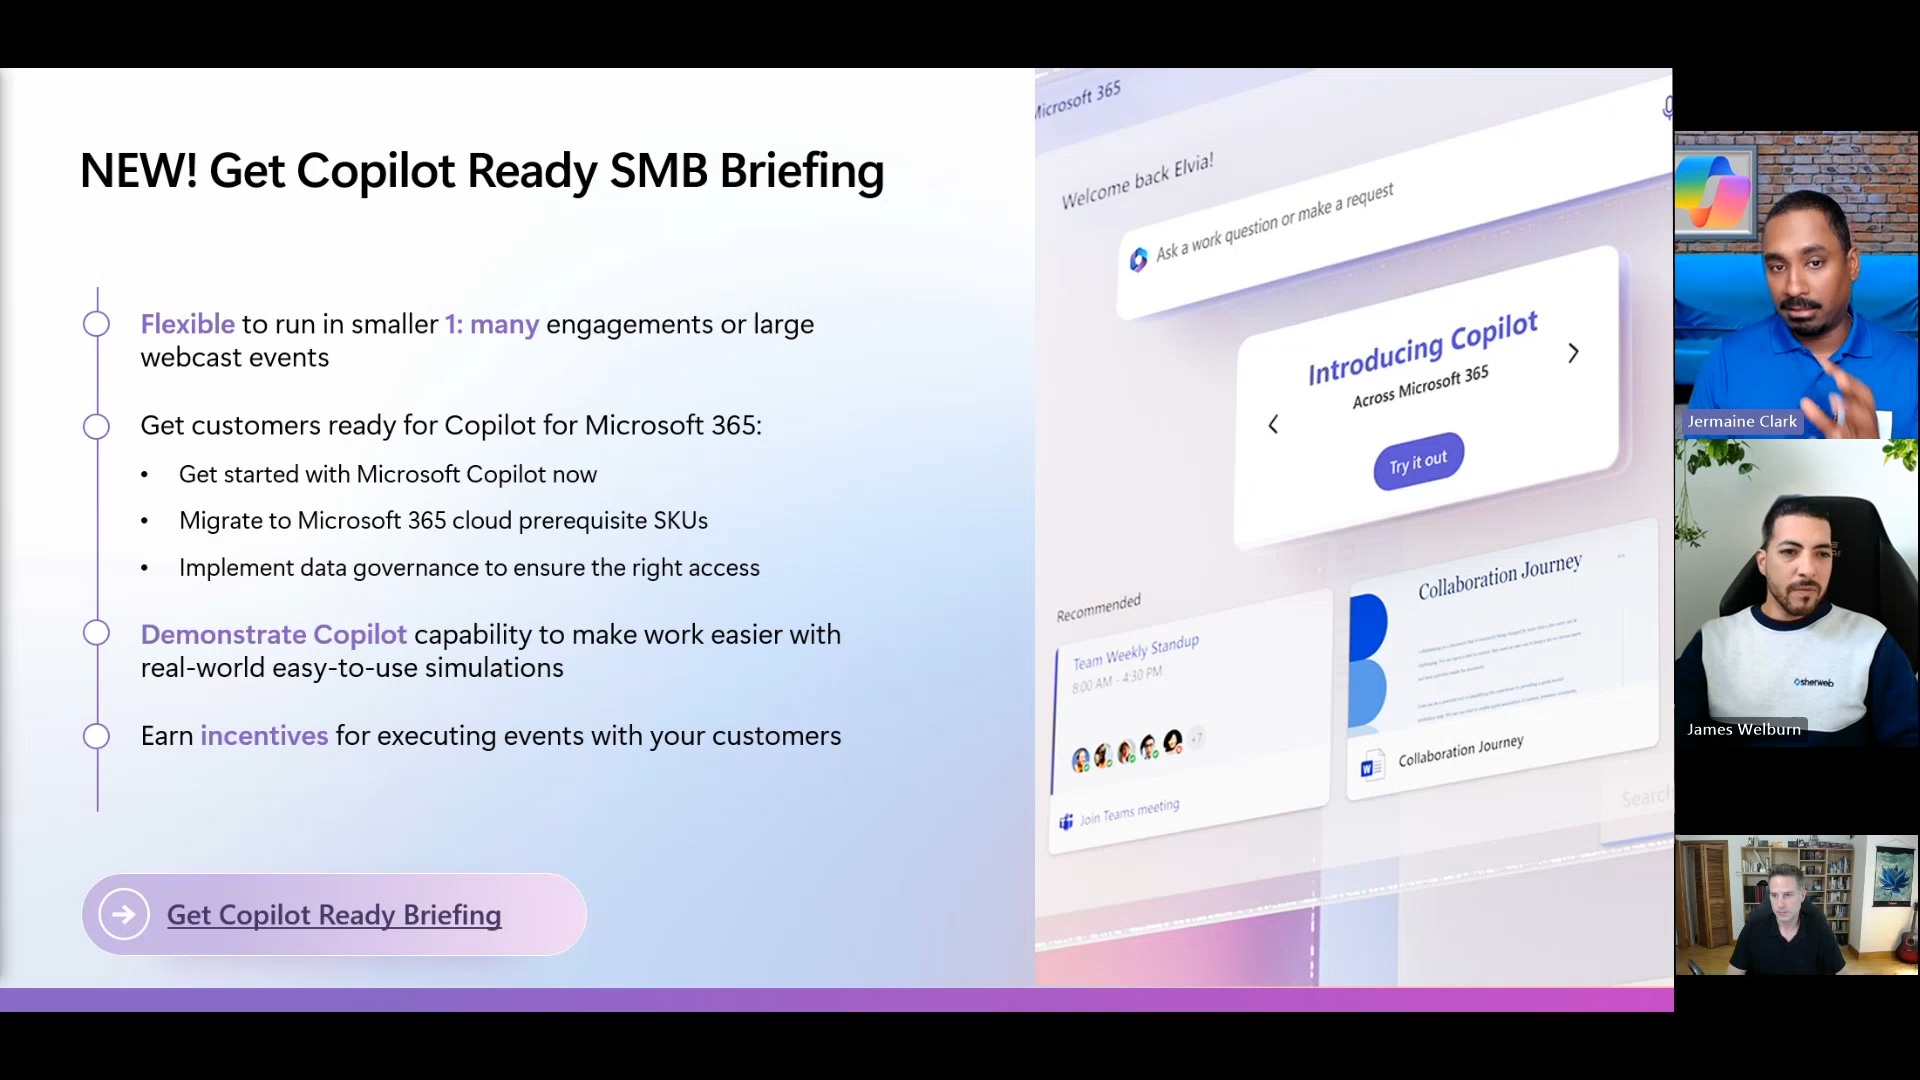 NEW! Get Copilot Ready SMB Briefing
Flexible to run in smaller 1: many engagements or large
webcast events
Get customers ready for Copilot for Microsoft 365:
• Get started with Microsoft Copilot now
• Migrate to Microsoft 365 cloud prerequisite SKUs
• Implement data governance to ensure the right access
Demonstrate Copilot capability to make work easier with
real-world easy-to-use simulations
Earn incentives for executing events with your customers
Get Copilot Ready Briefing
Microsoft 365
Welcome back Elvia!
Ask a work question or make a request
Introducing Copilot
Across Microsoft 365
Try it out
Recommended
Team Weekly Standup
8:00 AM - 4:30 PM
+7
Join Teams meeting
Collaboration Journey
W
Collaboration Journey
Search
Jermaine Clark
sherweb
James Welburn